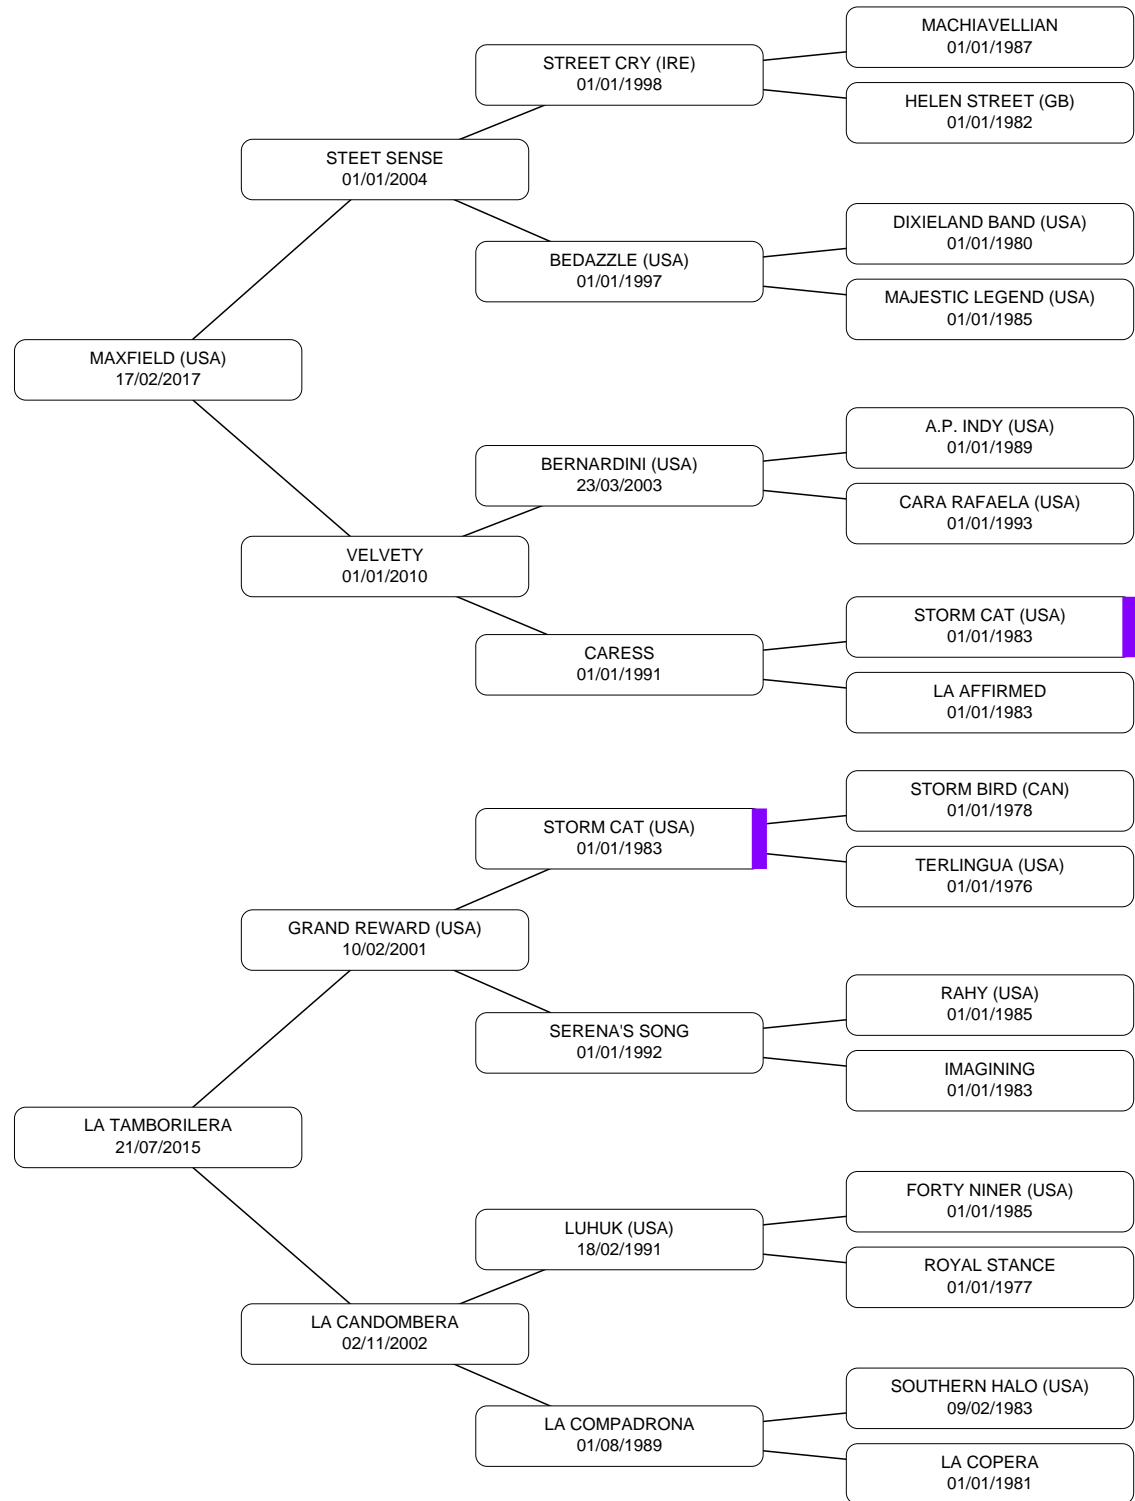 MACHIAVELLIAN
01/01/1987
STREET CRY (IRE)
01/01/1998
HELEN STREET (GB)
01/01/1982
STEET SENSE
01/01/2004
DIXIELAND BAND (USA)
01/01/1980
BEDAZZLE (USA)
01/01/1997
MAJESTIC LEGEND (USA)
01/01/1985
MAXFIELD (USA)
17/02/2017
A.P. INDY (USA)
01/01/1989
BERNARDINI (USA)
23/03/2003
CARA RAFAELA (USA)
01/01/1993
VELVETY
01/01/2010
STORM CAT (USA)
01/01/1983
CARESS
01/01/1991
LA AFFIRMED
01/01/1983
STORM BIRD (CAN)
01/01/1978
STORM CAT (USA)
01/01/1983
TERLINGUA (USA)
01/01/1976
GRAND REWARD (USA)
10/02/2001
RAHY (USA)
01/01/1985
SERENA'S SONG
01/01/1992
IMAGINING
01/01/1983
LA TAMBORILERA
21/07/2015
FORTY NINER (USA)
01/01/1985
LUHUK (USA)
18/02/1991
ROYAL STANCE
01/01/1977
LA CANDOMBERA
02/11/2002
SOUTHERN HALO (USA)
09/02/1983
LA COMPADRONA
01/08/1989
LA COPERA
01/01/1981